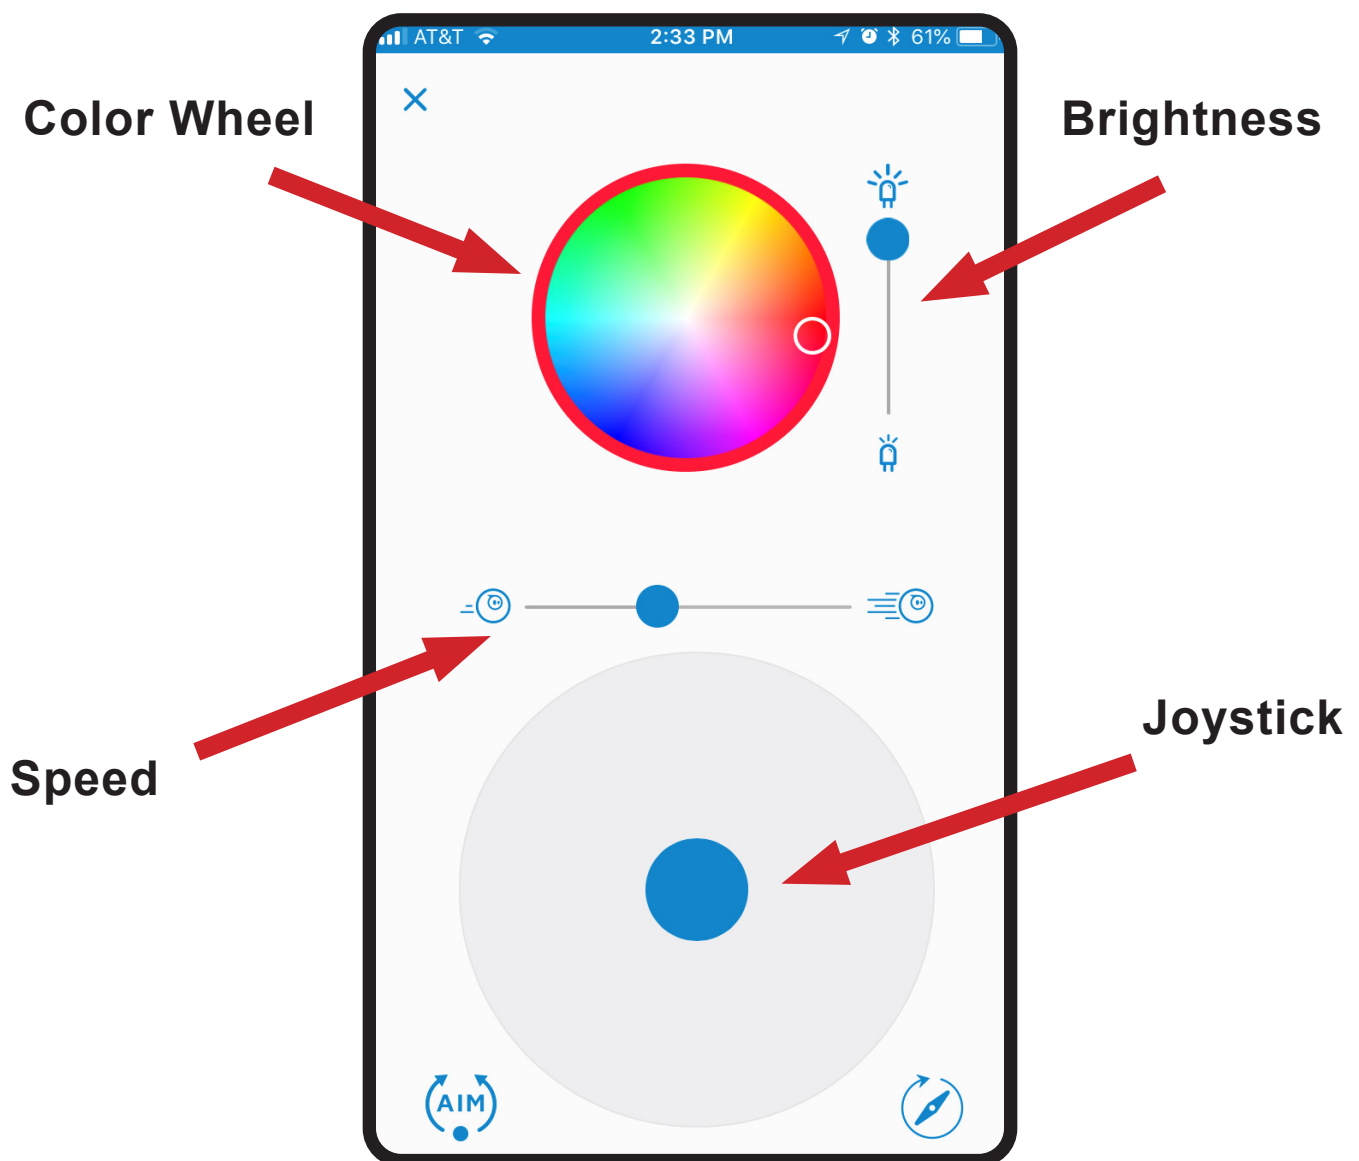 AT&T 2:33 PM 61%
Color Wheel
Brightness
Joystick
Speed
AIM